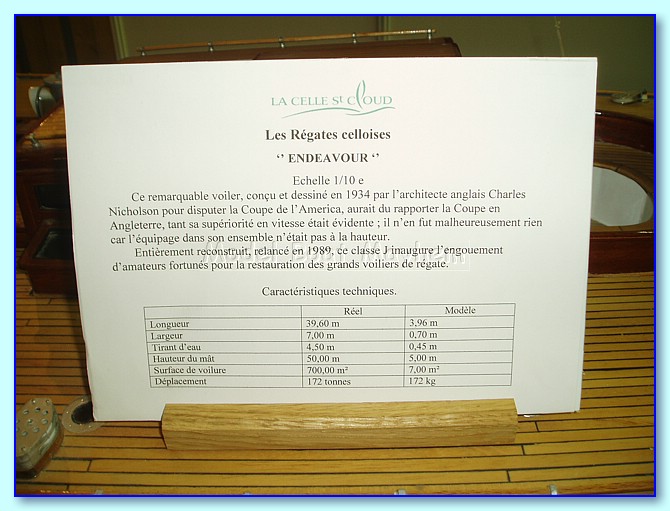 LA CELLE St CLOUD
Les Régates celloises
‘’ ENDEAVOUR ‘’
Echelle 1/10 e
Ce remarquable voilier, conçu et dessiné en 1934 par l’architecte anglais Charles
Nicholson pour disputer la Coupe de l’America, aurait du rapporter la Coupe en
Angleterre, tant sa supériorité en vitesse était évidente ; il n’en fut malheureusement rien
car l’équipage dans son ensemble n’était pas à la hauteur.
Entièrement reconstruit, relancé en 1989, ce classe J inaugure l’engouement
d’amateurs fortunés pour la restauration des grands voiliers de régate.
Caractéristiques techniques.
Réel Modèle
Longueur 39,60 m 3,96 m
Largeur 7,00 m 0,70 m
Tirant d’eau 4,50 m 0,45 m
Hauteur du mât 50,00 m 5,00 m
Surface de voilure 700,00 m² 7,00 m²
Déplacement 172 tonnes 172 kg